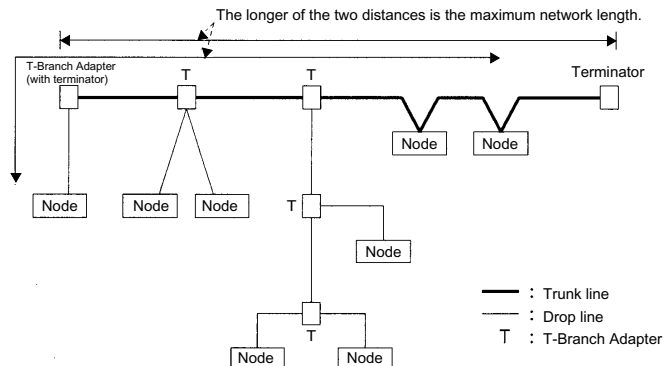 The longer of the two distances is the maximum network length.
T-Branch Adapter
(with terminator)
T
T
Terminator
Node
Node
Node
Node
Node
T
Node
T
Node
Node
: Trunk line
: Drop line
T : T-Branch Adapter